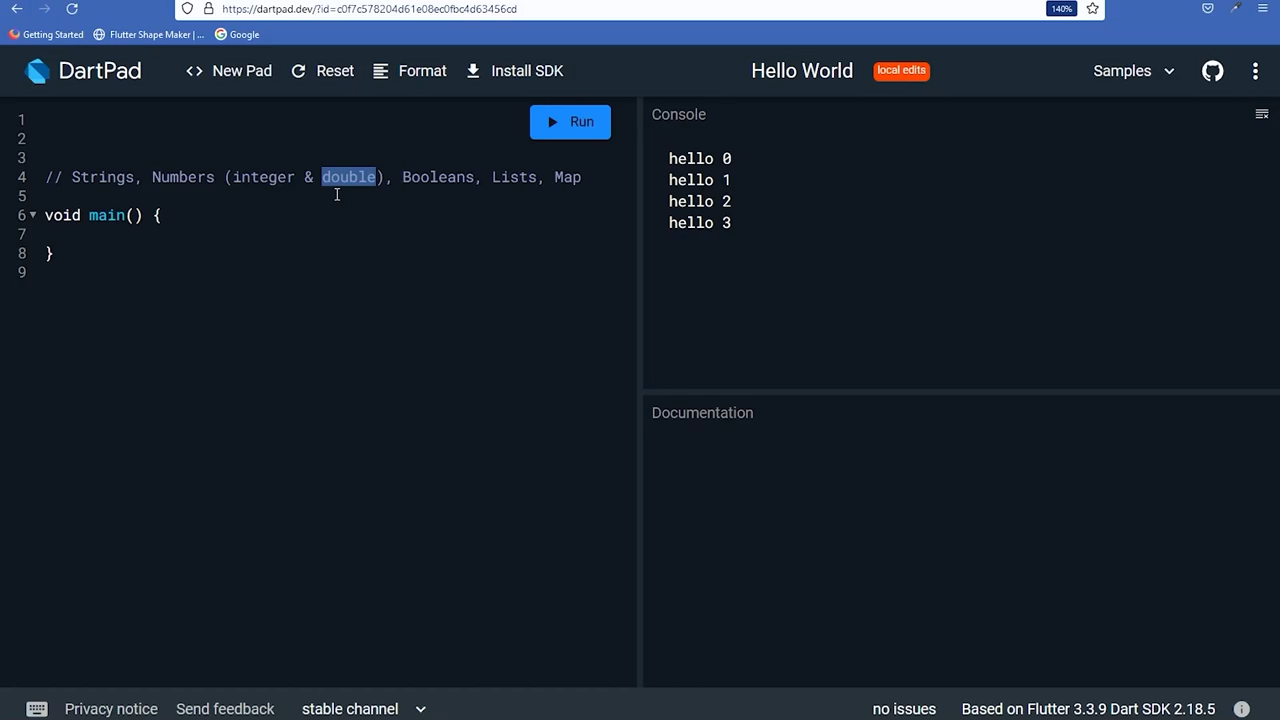 https://dartpad.dev/?id=c0f7c578204d61e08ec0fbc4d63456cd
140%
Getting Started
Flutter Shape Maker | ...
Google
DartPad
New Pad
Reset
Format
Install SDK
Hello World
local edits
Samples
1
2
3
4 // Strings, Numbers (integer & double), Booleans, Lists, Map
5
6 void main() {
7
8 }
9
Run
Console
hello 0
hello 1
hello 2
hello 3
Documentation
Privacy notice
Send feedback
stable channel
no issues
Based on Flutter 3.3.9 Dart SDK 2.18.5